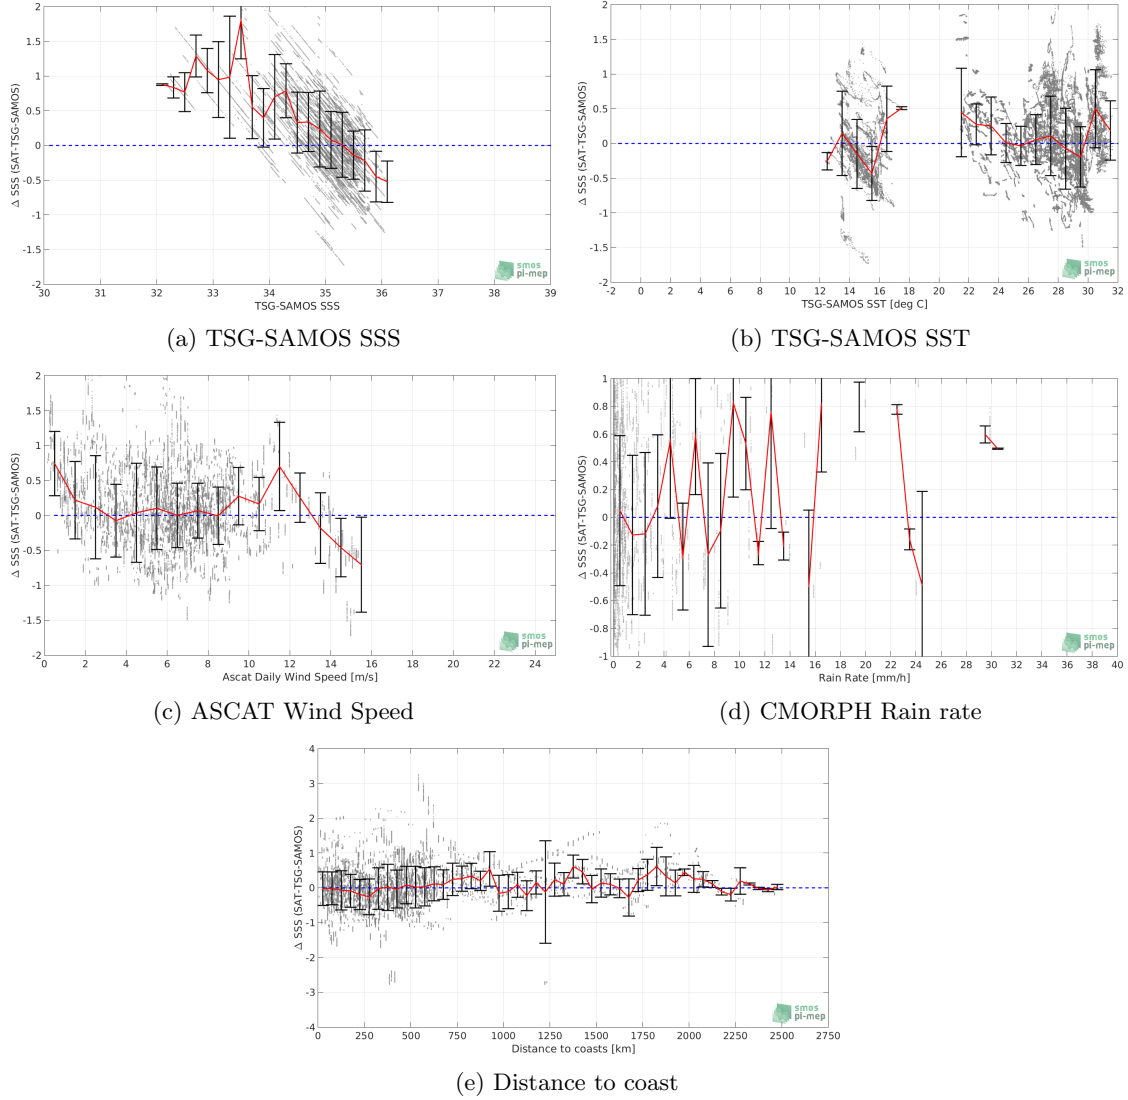 2
1.5
1
0.5
0
-0.5
-1
-1.5
-2
Δ SSS (SAT-TSG-SAMOS)
30 31 32 33 34 35 36 37 38 39
TSG-SAMOS SSS
smos
pi-mep
(a) TSG-SAMOS SSS
2
1.5
1
0.5
0
-0.5
-1
-1.5
-2
Δ SSS (SAT-TSG-SAMOS)
-2 0 2 4 6 8 10 12 14 16 18 20 22 24 26 28 30 32
TSG-SAMOS SST [deg C]
smos
pi-mep
(b) TSG-SAMOS SST
2
1.5
1
0.5
0
-0.5
-1
-1.5
-2
Δ SSS (SAT-TSG-SAMOS)
0 2 4 6 8 10 12 14 16 18 20 22 24
Ascat Daily Wind Speed [m/s]
smos
pi-mep
(c) ASCAT Wind Speed
1
0.8
0.6
0.4
0.2
0
-0.2
-0.4
-0.6
-0.8
-1
Δ SSS (SAT-TSG-SAMOS)
0 2 4 6 8 10 12 14 16 18 20 22 24 26 28 30 32 34 36 38 40
Rain Rate [mm/h]
smos
pi-mep
(d) CMORPH Rain rate
4
3
2
1
0
-1
-2
-3
-4
Δ SSS (SAT-TSG-SAMOS)
0 250 500 750 1000 1250 1500 1750 2000 2250 2500 2750
Distance to coasts [km]
smos
pi-mep
(e) Distance to coast